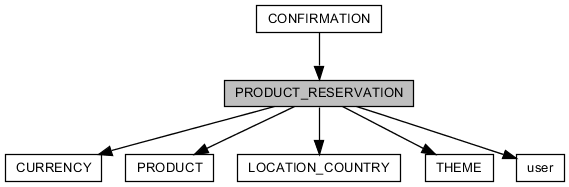 CONFIRMATION
PRODUCT_RESERVATION
CURRENCY
PRODUCT
LOCATION_COUNTRY
THEME
user